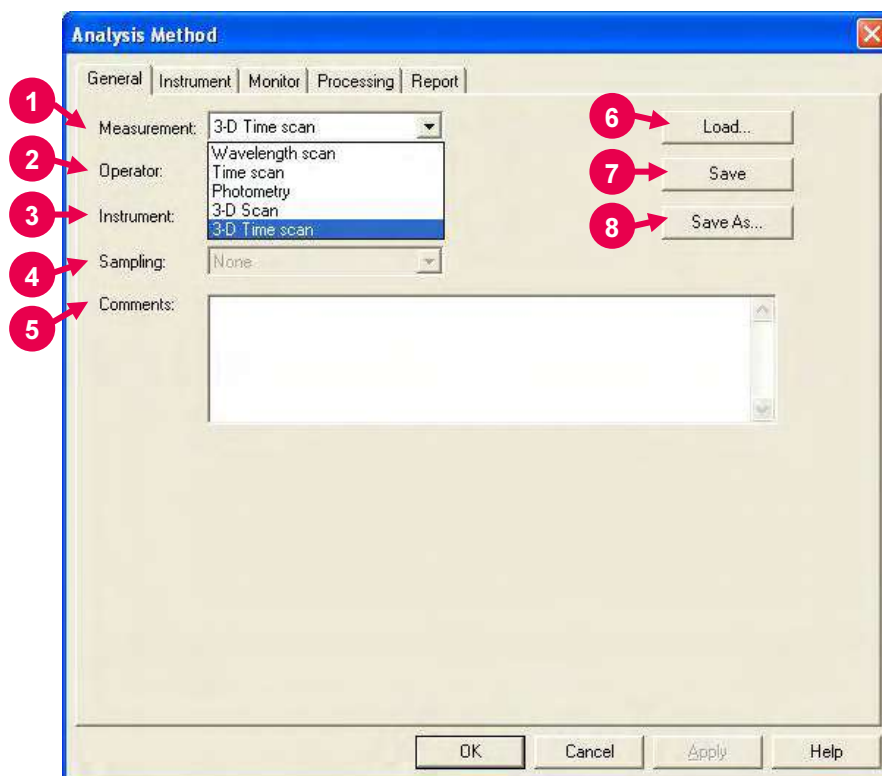 Analysis Method
General Instrument Monitor Processing Report
1 Measurement: 3-D Time scan
Wavelength scan
Time scan
Photometry
3-D Scan
3-D Time scan
2 Operator:
3 Instrument:
4 Sampling: None
5 Comments:
6 Load...
7 Save
8 Save As...
OK Cancel Apply Help